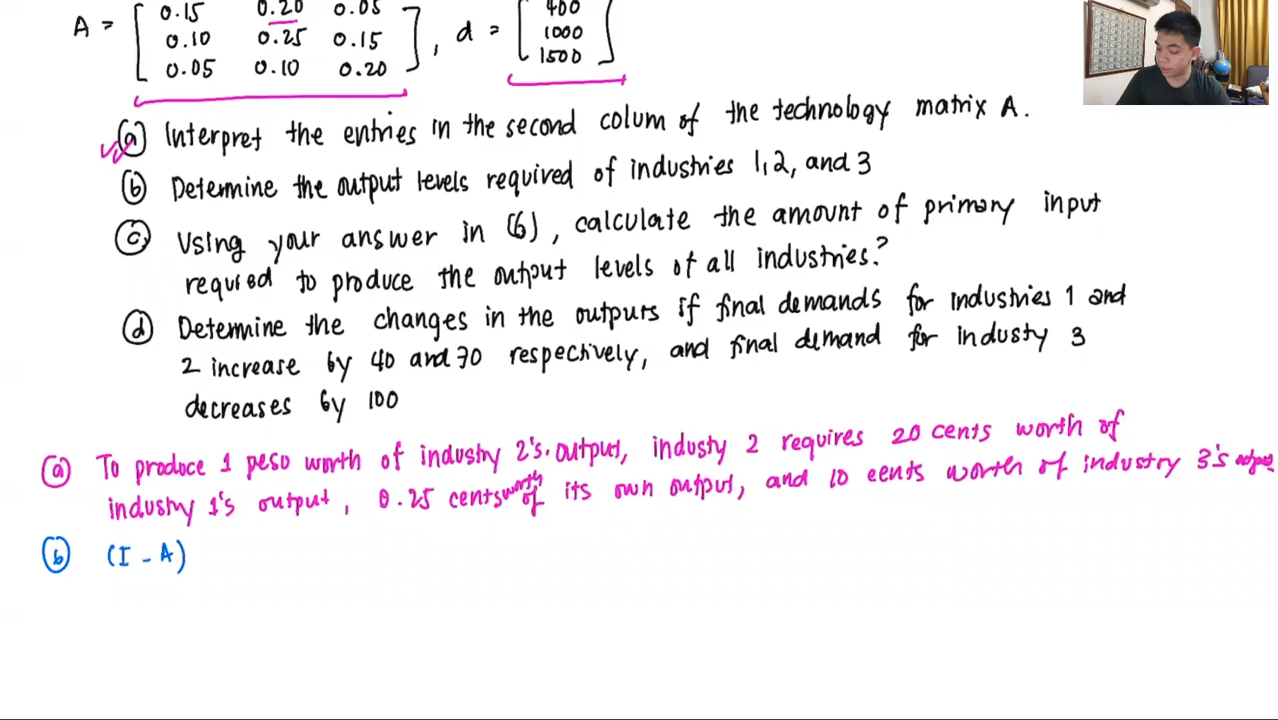 A = [ 0.15 0.20 0.05 , d = [ 400
0.10 0.25 0.15 1000
0.05 0.10 0.20 ] 1500 ]
(a) Interpret the entries in the second colum of the technology matrix A.
(b) Determine the output levels required of industries 1, 2, and 3
(c) Using your answer in (b), calculate the amount of primary input
required to produce the output levels of all industries?
(d) Determine the changes in the outputs if final demands for industries 1 and
2 increase by 40 and 70 respectively, and final demand for industy 3
decreases by 100
(a) To produce 1 peso worth of industry 2's output, industy 2 requires 20 cents worth of
industry 1's output, 0.25 cents worth of its own output, and 10 cents worth of industry 3's output
(b) (I - A)